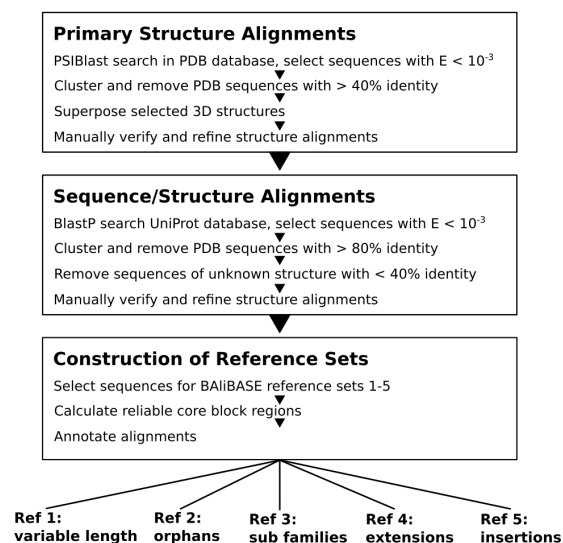 Primary Structure Alignments
PSIBlast search in PDB database, select sequences with E < 10⁻³
Cluster and remove PDB sequences with > 40% identity
Superpose selected 3D structures
Manually verify and refine structure alignments
Sequence/Structure Alignments
BlastP search UniProt database, select sequences with E < 10⁻³
Cluster and remove PDB sequences with > 80% identity
Remove sequences of unknown structure with < 40% identity
Manually verify and refine structure alignments
Construction of Reference Sets
Select sequences for BAliBASE reference sets 1-5
Calculate reliable core block regions
Annotate alignments
Ref 1:
variable length
Ref 2:
orphans
Ref 3:
sub families
Ref 4:
extensions
Ref 5:
insertions